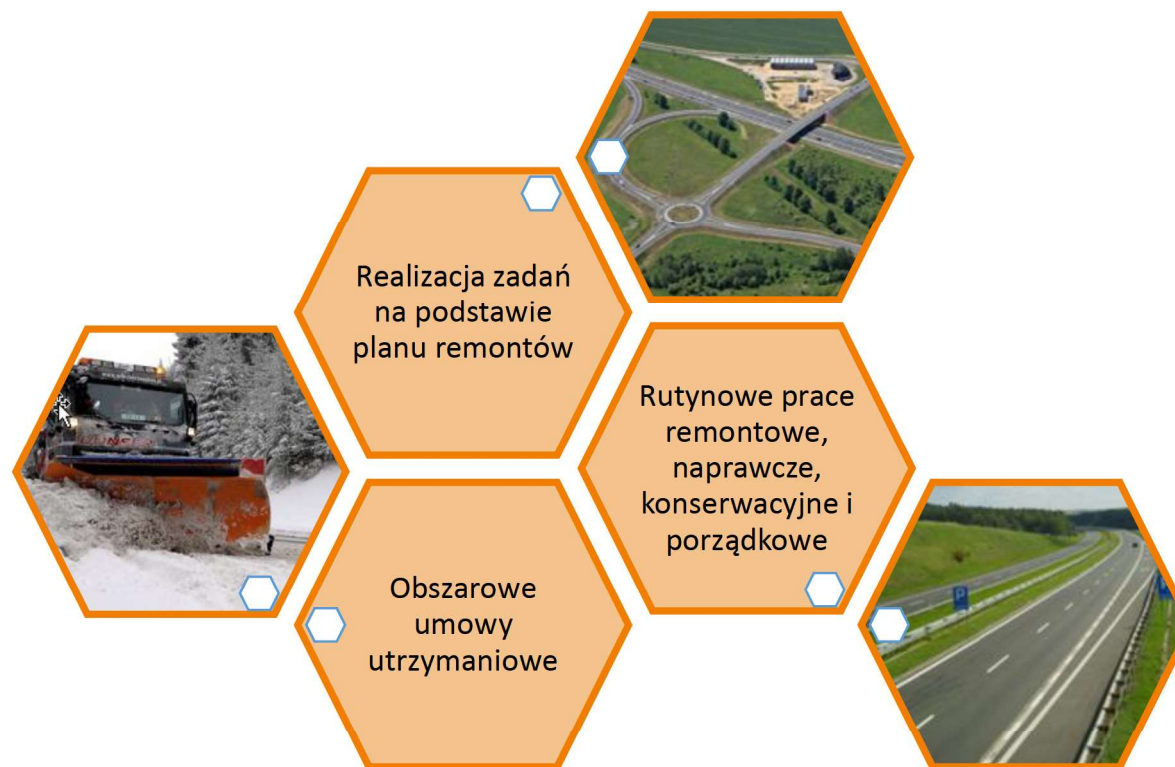 Realizacja zadań
na podstawie
planu remontów
Rutynowe prace
remontowe,
naprawcze,
konserwacyjne i
porządkowe
Obszarowe
umowy
utrzymaniowe
P